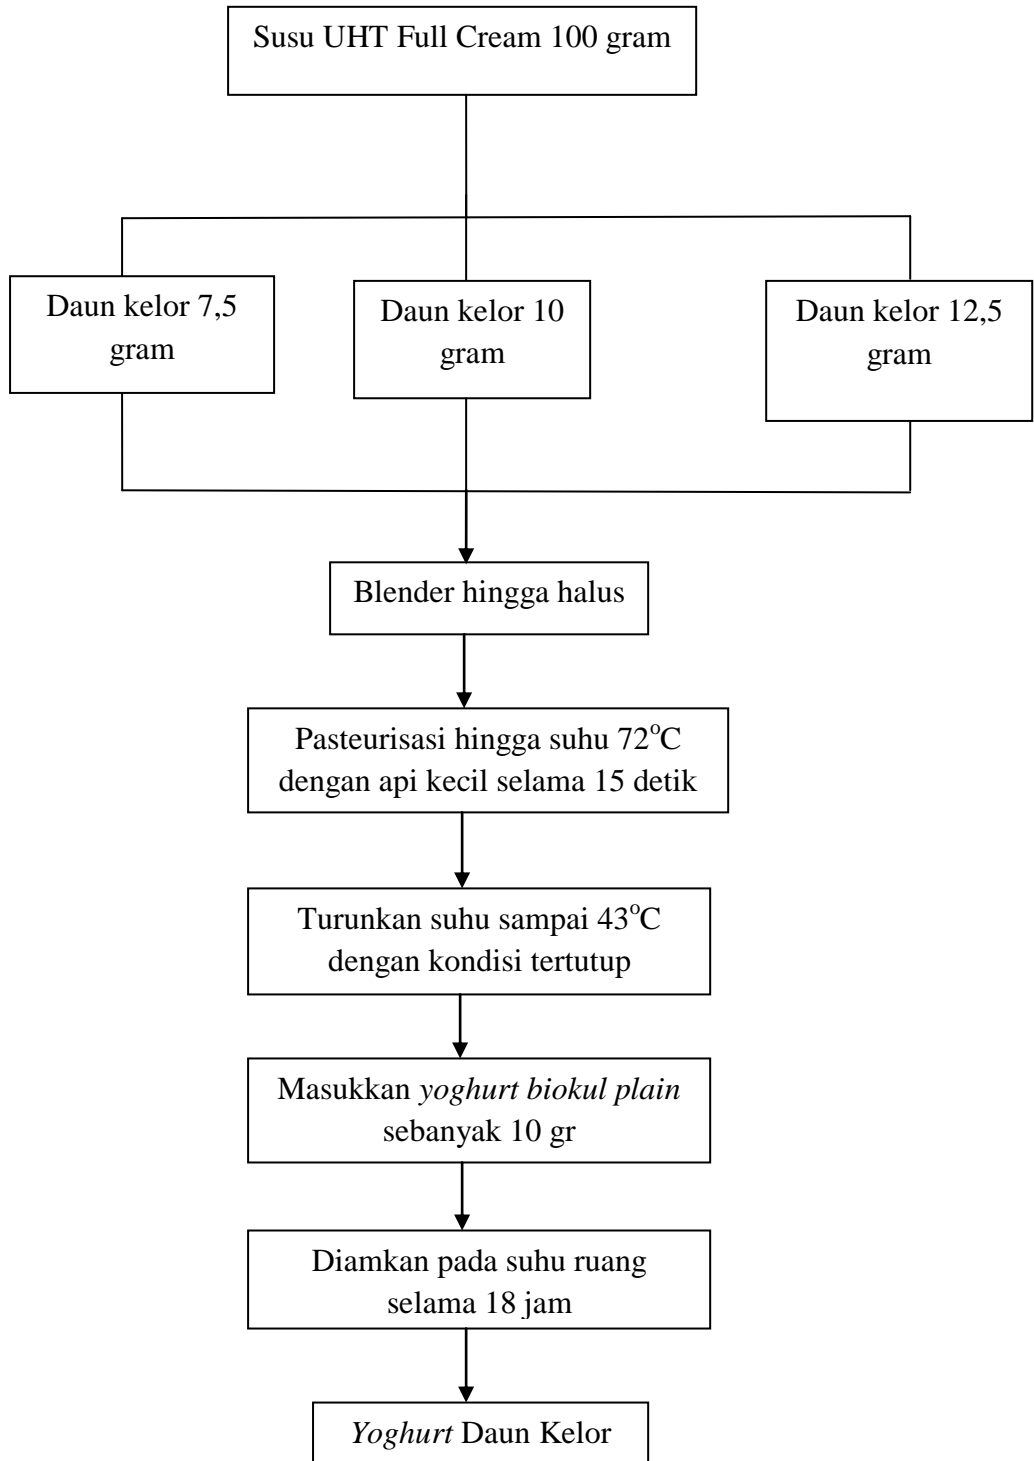 Susu UHT Full Cream 100 gram
Daun kelor 7,5
gram
Daun kelor 10
gram
Daun kelor 12,5
gram
Blender hingga halus
Pasteurisasi hingga suhu 72°C
dengan api kecil selama 15 detik
Turunkan suhu sampai 43°C
dengan kondisi tertutup
Masukkan yoghurt biokul plain
sebanyak 10 gr
Diamkan pada suhu ruang
selama 18 jam
Yoghurt Daun Kelor